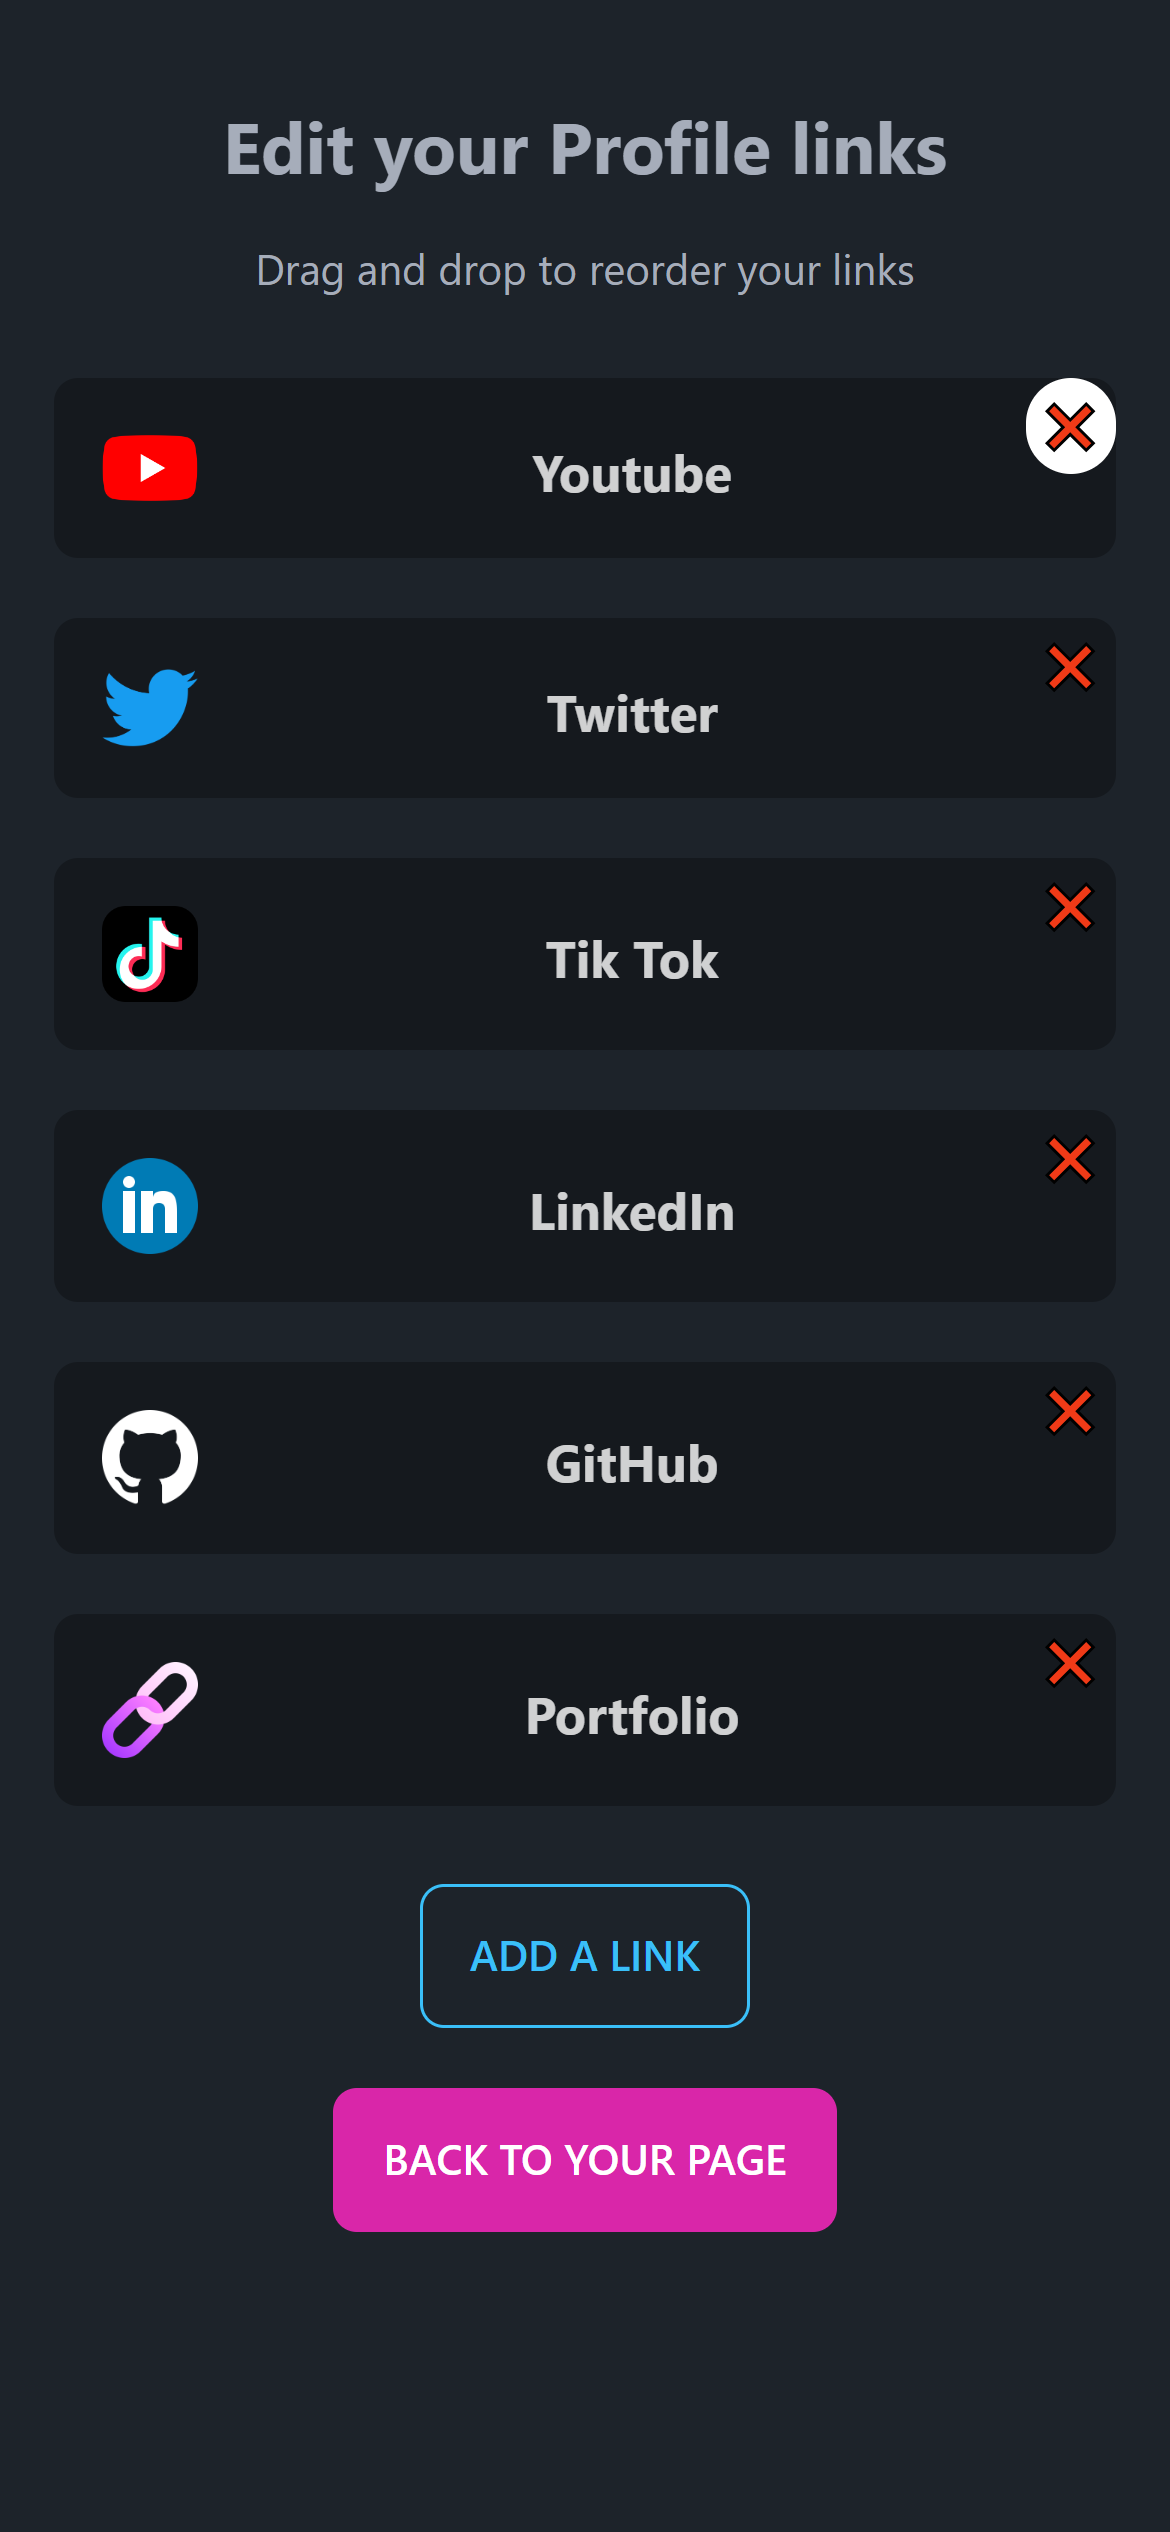 Edit your Profile links
Drag and drop to reorder your links
Youtube
Twitter
Tik Tok
in
LinkedIn
GitHub
Portfolio
ADD A LINK
BACK TO YOUR PAGE